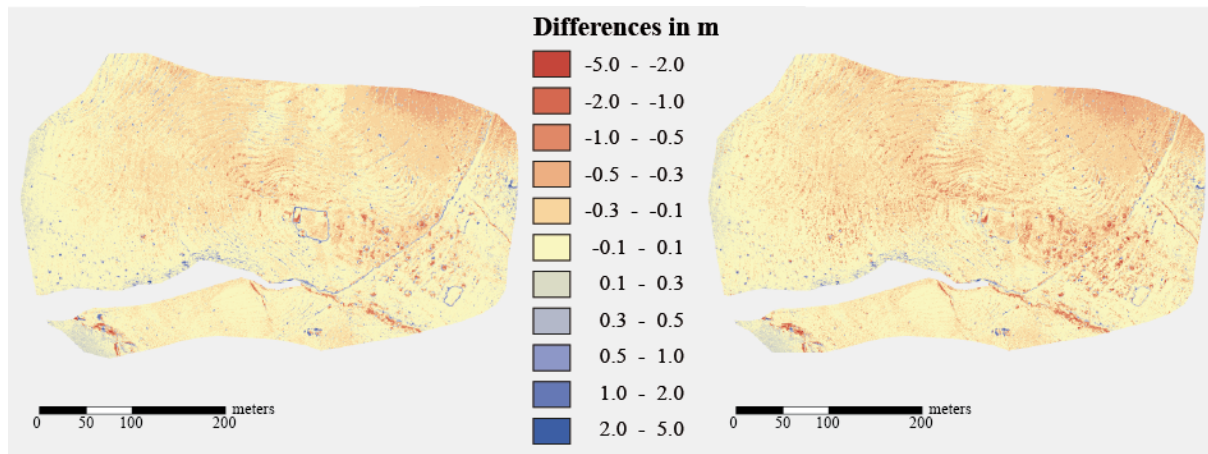 Differences in m
-5.0 - -2.0
-2.0 - -1.0
-1.0 - -0.5
-0.5 - -0.3
-0.3 - -0.1
-0.1 - 0.1
0.1 - 0.3
0.3 - 0.5
0.5 - 1.0
1.0 - 2.0
2.0 - 5.0
meters
0 50 100 200
meters
0 50 100 200